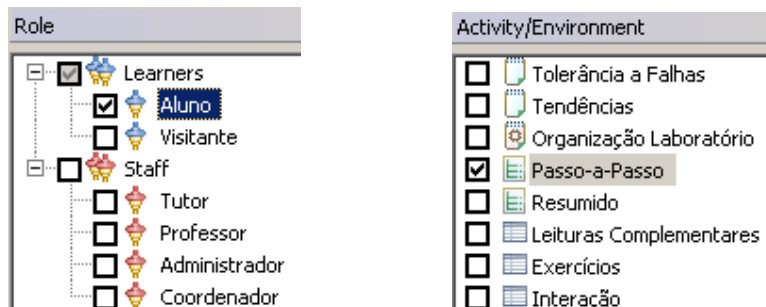 Role
Learners
Aluno
Visitante
Staff
Tutor
Professor
Administrador
Coordenador
Activity/Environment
Tolerância a Falhas
Tendências
Organização Laboratório
Passo-a-Passo
Resumido
Leituras Complementares
Exercícios
Interação